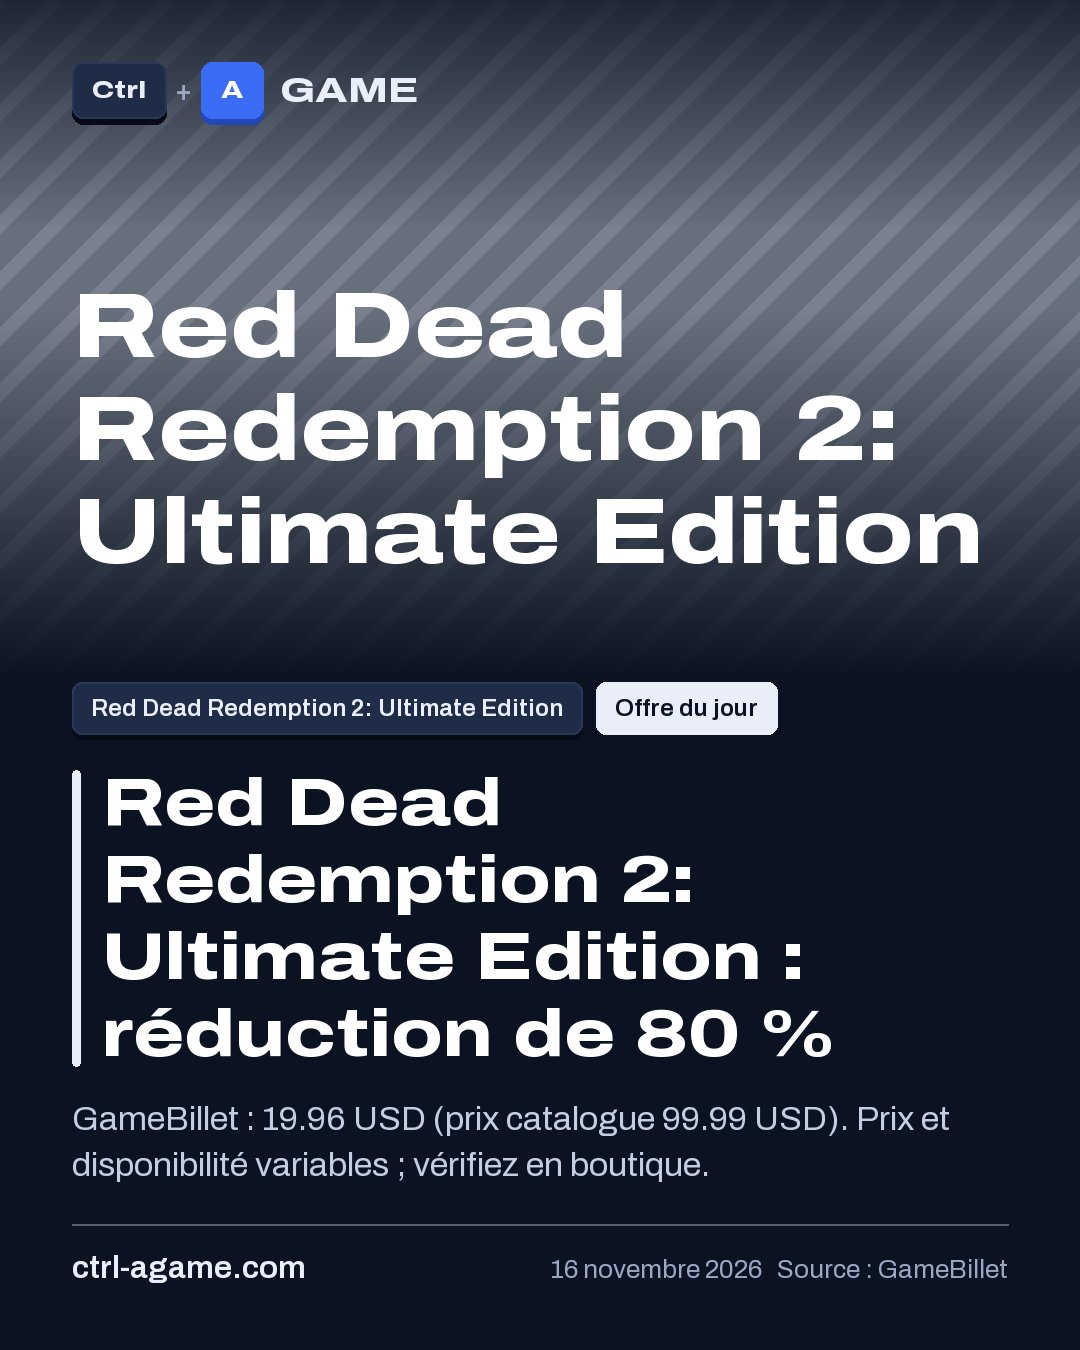 Ctrl + A GAME
Red Dead
Redemption 2:
Ultimate Edition
Red Dead Redemption 2: Ultimate Edition
Offre du jour
Red Dead
Redemption 2:
Ultimate Edition :
réduction de 80 %
GameBillet : 19.96 USD (prix catalogue 99.99 USD). Prix et
disponibilité variables ; vérifiez en boutique.
ctrl-agame.com
16 novembre 2026 Source : GameBillet